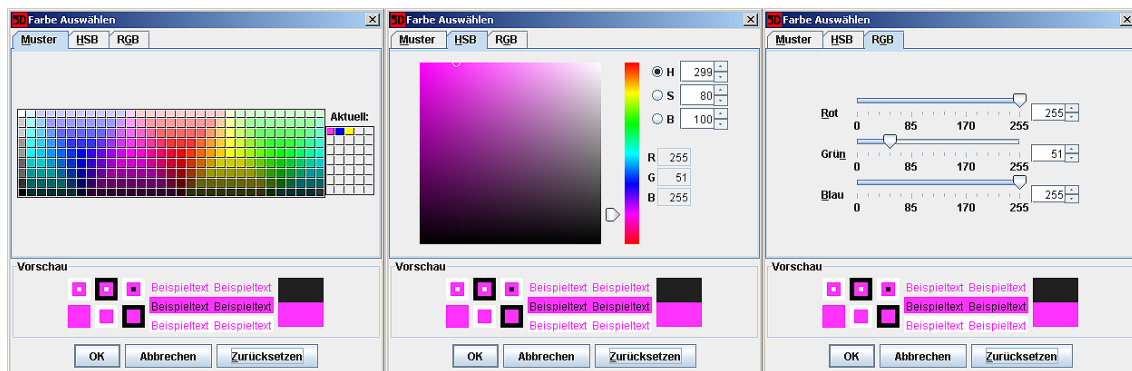 3D Farbe Auswählen
Muster HSB RGB
Aktuell:
Vorschau
Beispieltext Beispieltext
Beispieltext Beispieltext
Beispieltext Beispieltext
OK Abbrechen Zurücksetzen
3D Farbe Auswählen
Muster HSB RGB
H 299
S 80
B 100
R 255
G 51
B 255
Vorschau
Beispieltext Beispieltext
Beispieltext Beispieltext
Beispieltext Beispieltext
OK Abbrechen Zurücksetzen
3D Farbe Auswählen
Muster HSB RGB
Rot 255
0 85 170 255
Grün 51
0 85 170 255
Blau 255
0 85 170 255
Vorschau
Beispieltext Beispieltext
Beispieltext Beispieltext
Beispieltext Beispieltext
OK Abbrechen Zurücksetzen